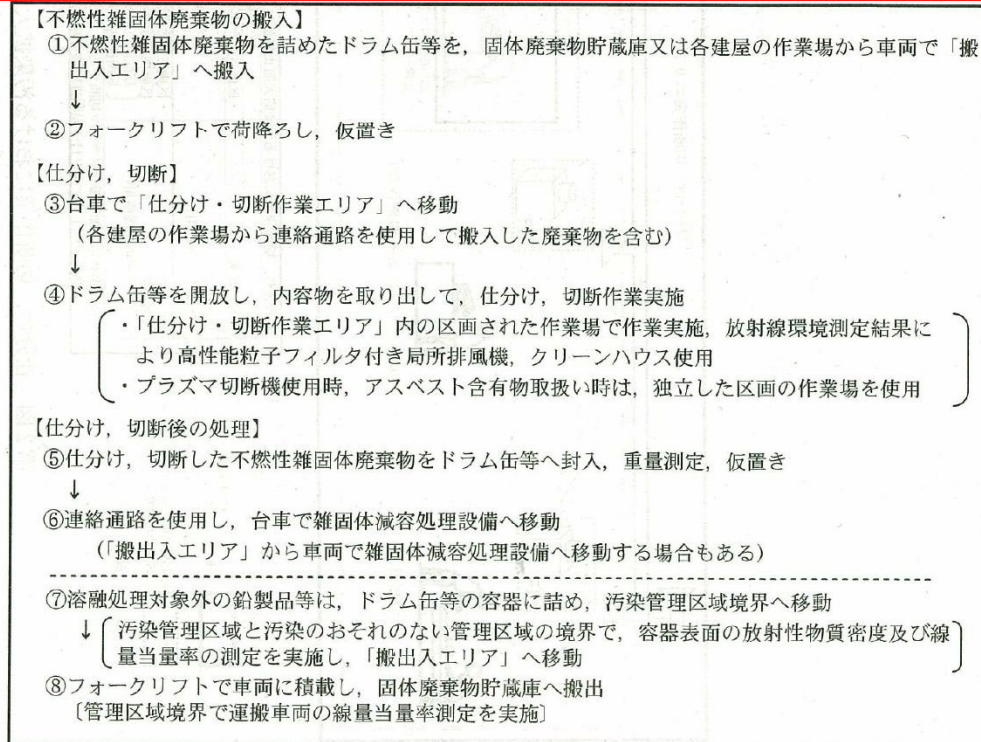 【不燃性雑固体廃棄物の搬入】
①不燃性雑固体廃棄物を詰めたドラム缶等を，固体廃棄物貯蔵庫又は各建屋の作業場から車両で「搬
出入エリア」へ搬入
↓
②フォークリフトで荷降ろし，仮置き
【仕分け，切断】
③台車で「仕分け・切断作業エリア」へ移動
（各建屋の作業場から連絡通路を使用して搬入した廃棄物を含む）
↓
④ドラム缶等を開放し，内容物を取り出して，仕分け，切断作業実施
・「仕分け・切断作業エリア」内の区画された作業場で作業実施，放射線環境測定結果に
より高性能粒子フィルタ付き局所排風機，クリーンハウス使用
・プラズマ切断機使用時，アスベスト含有物取扱い時は，独立した区画の作業場を使用
【仕分け，切断後の処理】
⑤仕分け，切断した不燃性雑固体廃棄物をドラム缶等へ封入，重量測定，仮置き
↓
⑥連絡通路を使用し，台車で雑固体減容処理設備へ移動
（「搬出入エリア」から車両で雑固体減容処理設備へ移動する場合もある）
⑦溶融処理対象外の鉛製品等は，ドラム缶等の容器に詰め，汚染管理区域境界へ移動
↓〔汚染管理区域と汚染のおそれのない管理区域の境界で，容器表面の放射性物質密度及び線
量当量率の測定を実施し，「搬出入エリア」へ移動〕
⑧フォークリフトで車両に積載し，固体廃棄物貯蔵庫へ搬出
〔管理区域境界で運搬車両の線量当量率測定を実施〕